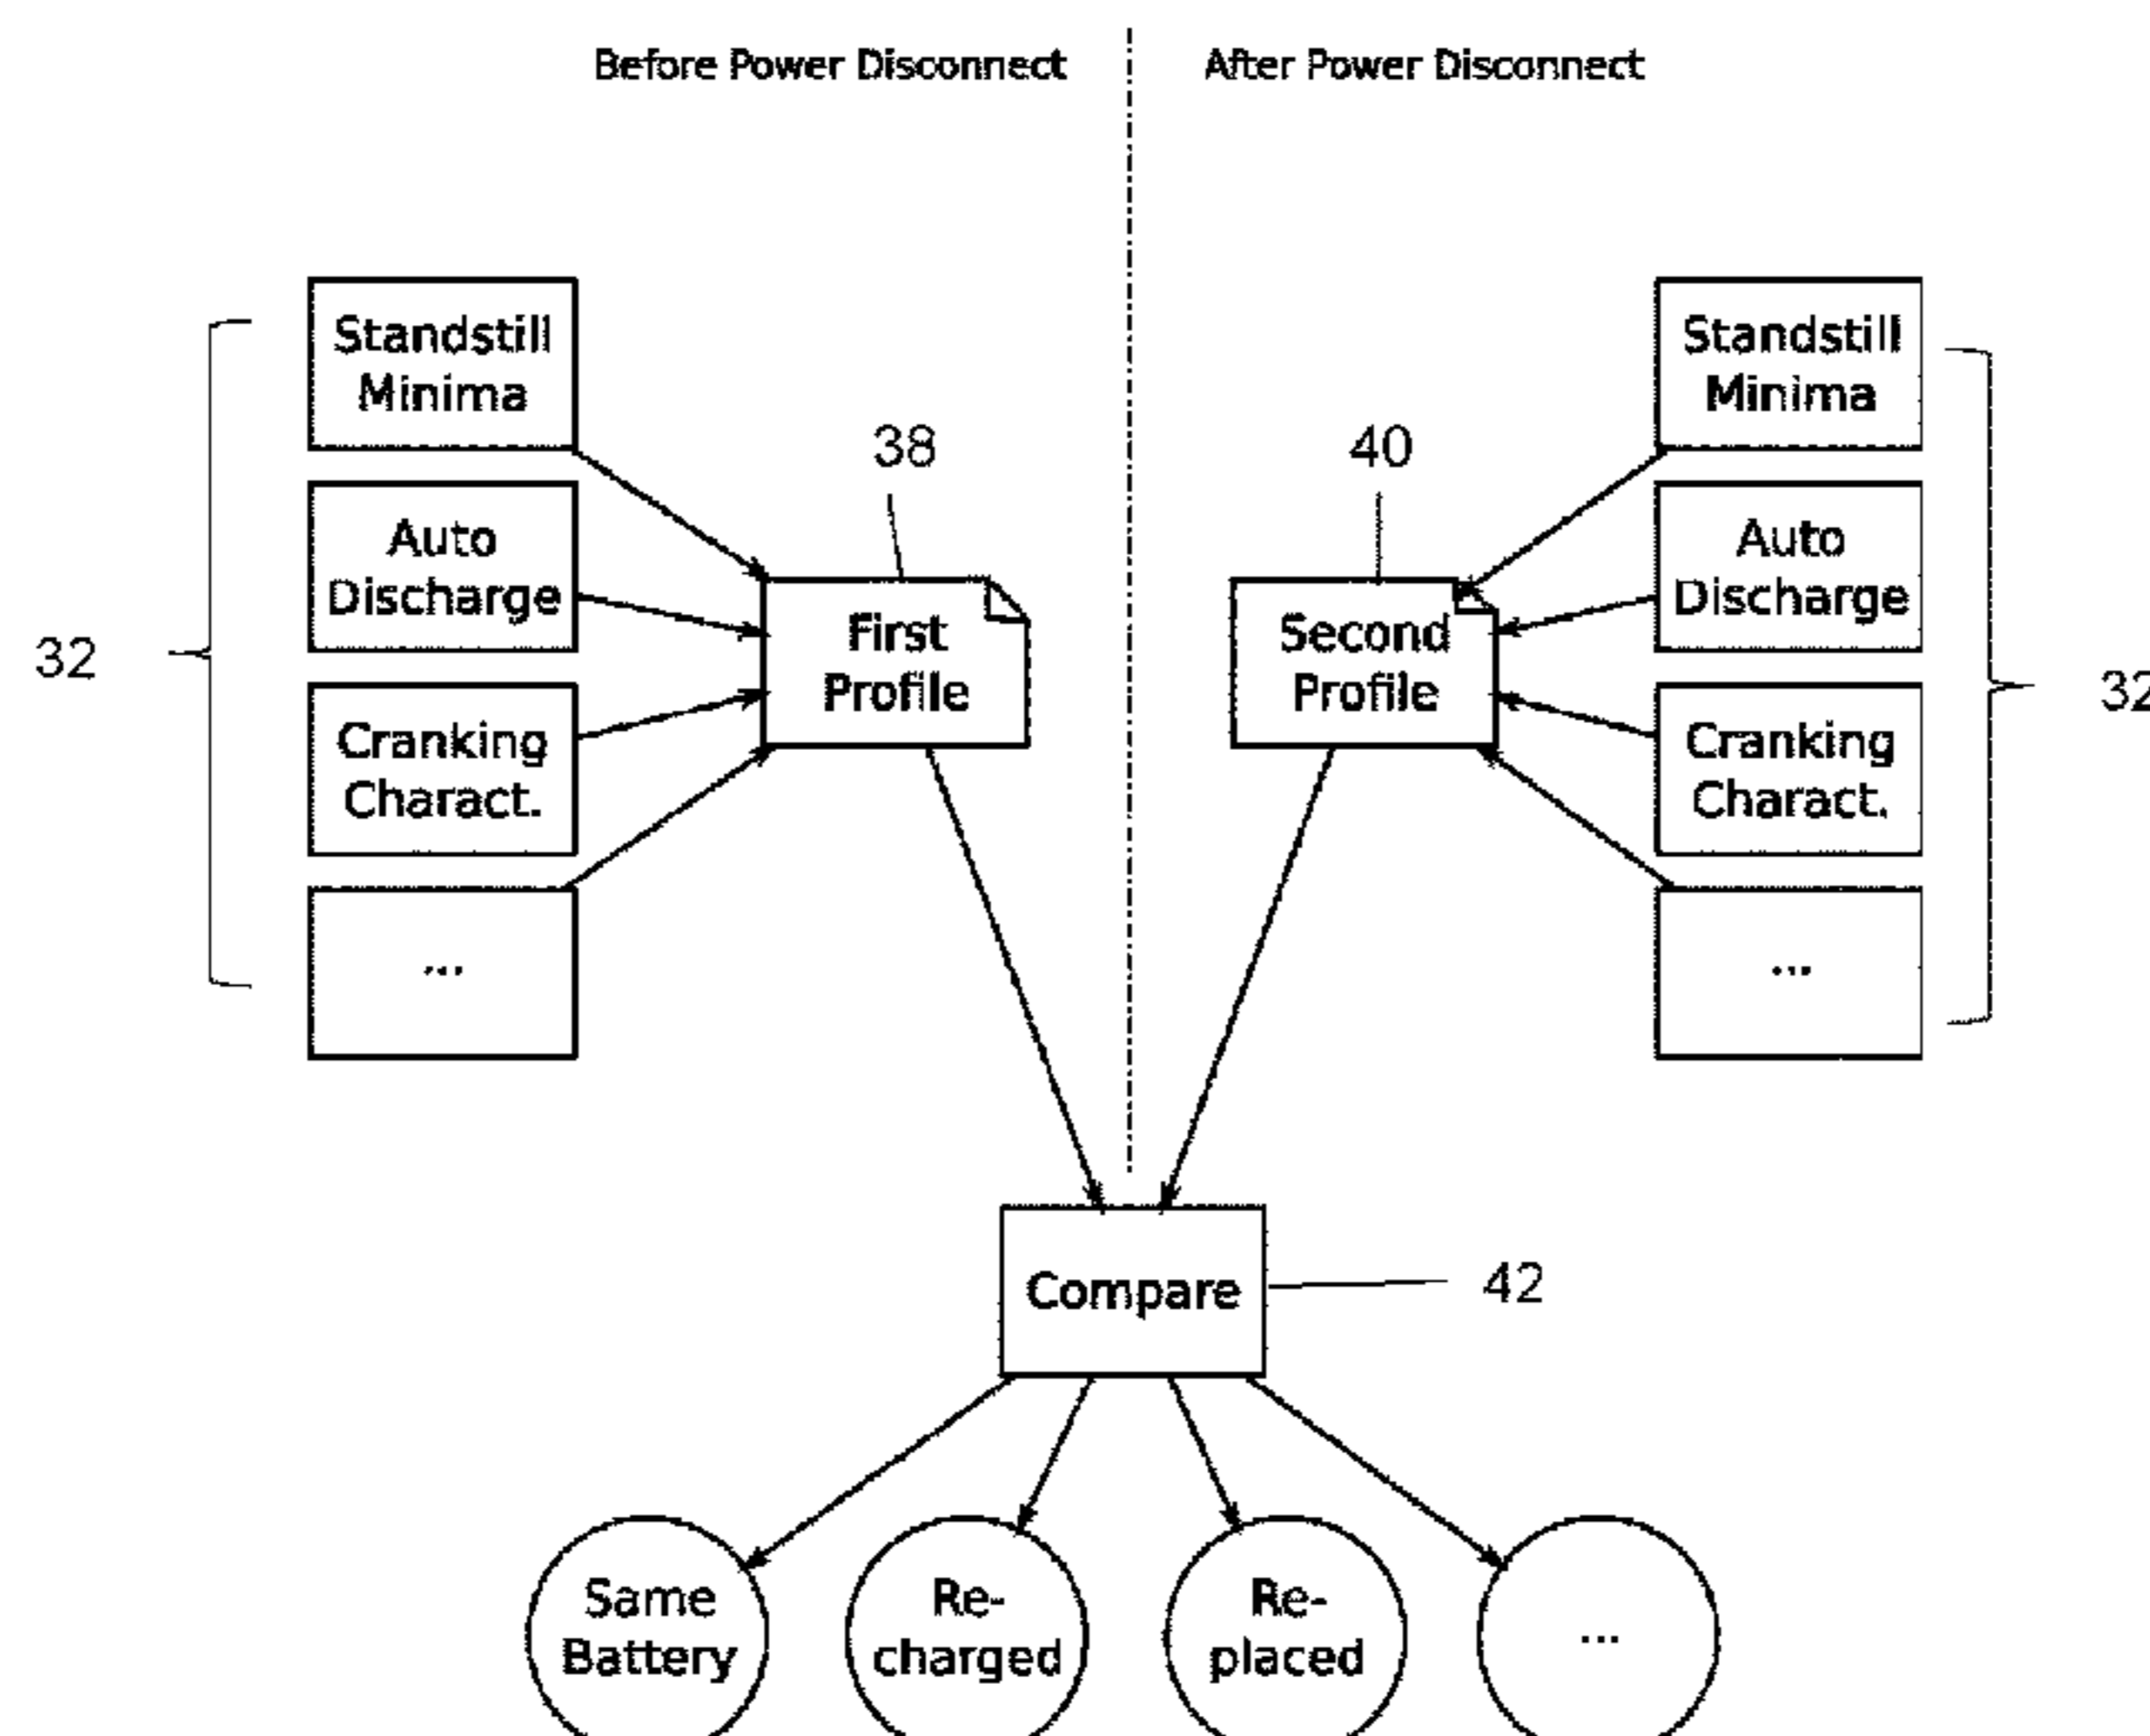 Before Power Disconnect
After Power Disconnect
Standstill
Minima
Auto
Discharge
Cranking
Charact.
...
32
38
First
Profile
40
Second
Profile
Standstill
Minima
Auto
Discharge
Cranking
Charact.
...
32
Compare
42
Same
Battery
Re-
charged
Re-
placed
...